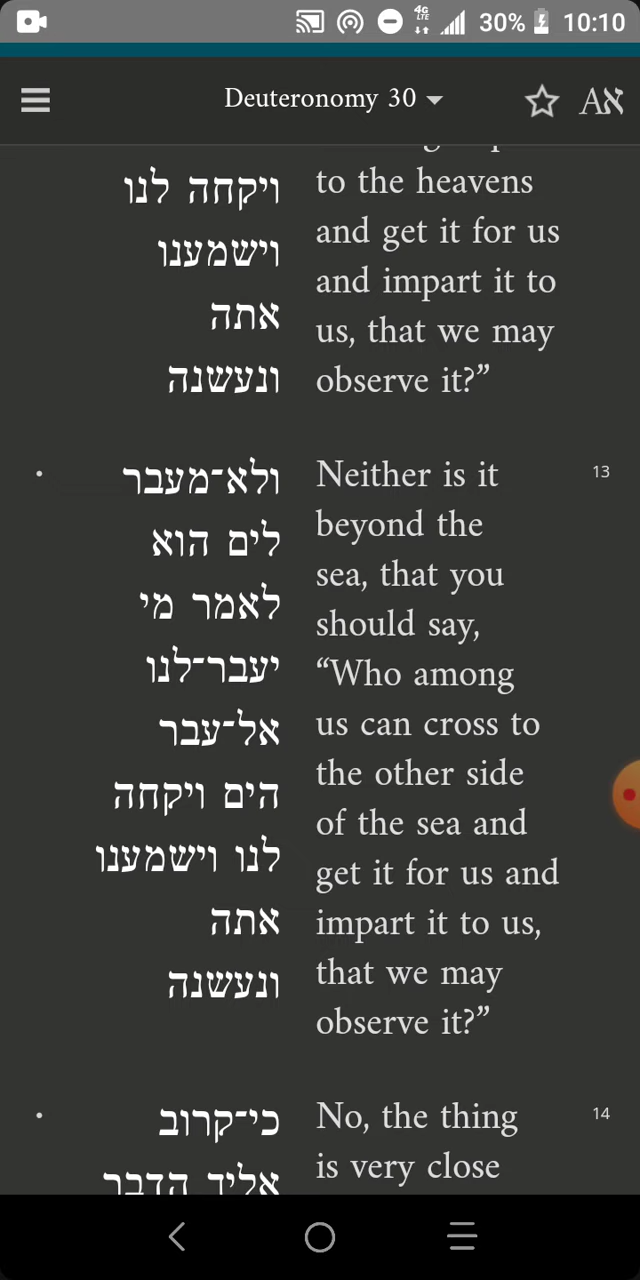 4G LTE 30% 10:10
Deuteronomy 30
Aא
ויקחה לנו
וישמענו
אתה
ונעשנה
to the heavens
and get it for us
and impart it to
us, that we may
observe it?”
ולא־מעבר
לים הוא
לאמר מי
יעבר־לנו
אל־עבר
הים ויקחה
לנו וישמענו
אתה
ונעשנה
Neither is it
beyond the
sea, that you
should say,
“Who among
us can cross to
the other side
of the sea and
get it for us and
impart it to us,
that we may
observe it?”
13
כי־קרוב
אליך הדבר
No, the thing
is very close
14